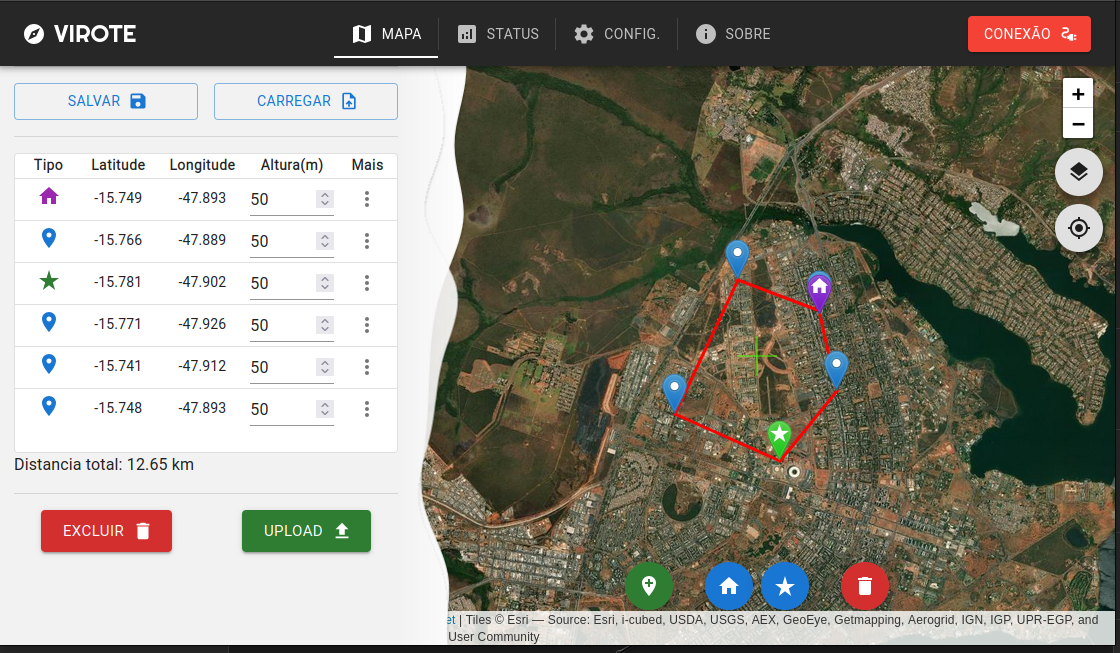 VIROTE
MAPA
STATUS
CONFIG.
SOBRE
CONEXÃO
SALVAR
CARREGAR
Tipo Latitude Longitude Altura(m) Mais
-15.749 -47.893 50
-15.766 -47.889 50
-15.781 -47.902 50
-15.771 -47.926 50
-15.741 -47.912 50
-15.748 -47.893 50
Distancia total: 12.65 km
EXCLUIR
UPLOAD
+
−
et | Tiles © Esri — Source: Esri, i-cubed, USDA, USGS, AEX, GeoEye, Getmapping, Aerogrid, IGN, IGP, UPR-EGP, and
User Community